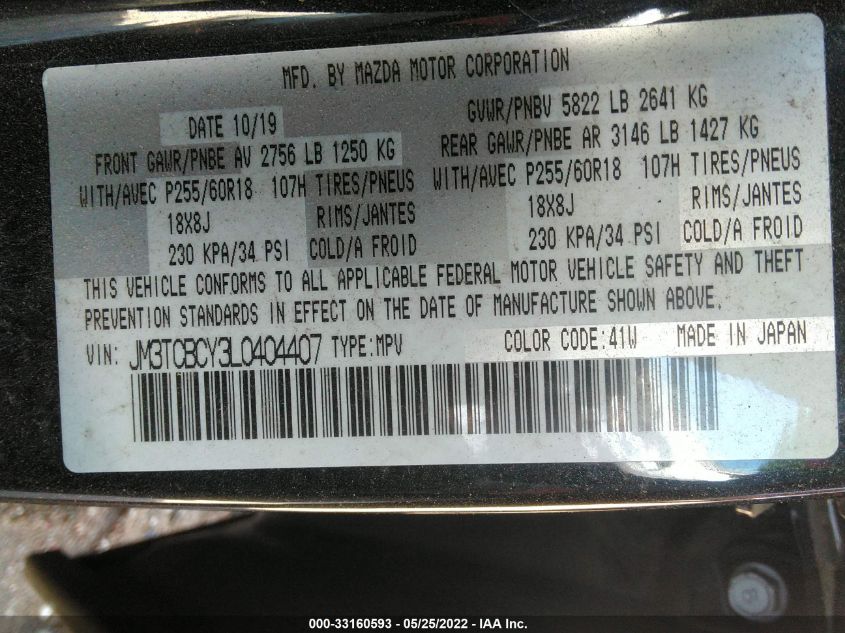 MFD. BY MAZDA MOTOR CORPORATION
DATE 10/19 GVWR/PNBV 5822 LB 2641 KG
FRONT GAWR/PNBE AV 2756 LB 1250 KG REAR GAWR/PNBE AR 3146 LB 1427 KG
WITH/AVEC P255/60R18 107H TIRES/PNEUS WITH/AVEC P255/60R18 107H TIRES/PNEUS
18X8J RIMS/JANTES 18X8J RIMS/JANTES
230 KPA/34 PSI COLD/A FROID 230 KPA/34 PSI COLD/A FROID
THIS VEHICLE CONFORMS TO ALL APPLICABLE FEDERAL MOTOR VEHICLE SAFETY AND THEFT
PREVENTION STANDARDS IN EFFECT ON THE DATE OF MANUFACTURE SHOWN ABOVE.
VIN: JM3TCBCY3L0404407 TYPE:MPV COLOR CODE:41W MADE IN JAPAN
000-33160593 - 05/25/2022 - IAA Inc.